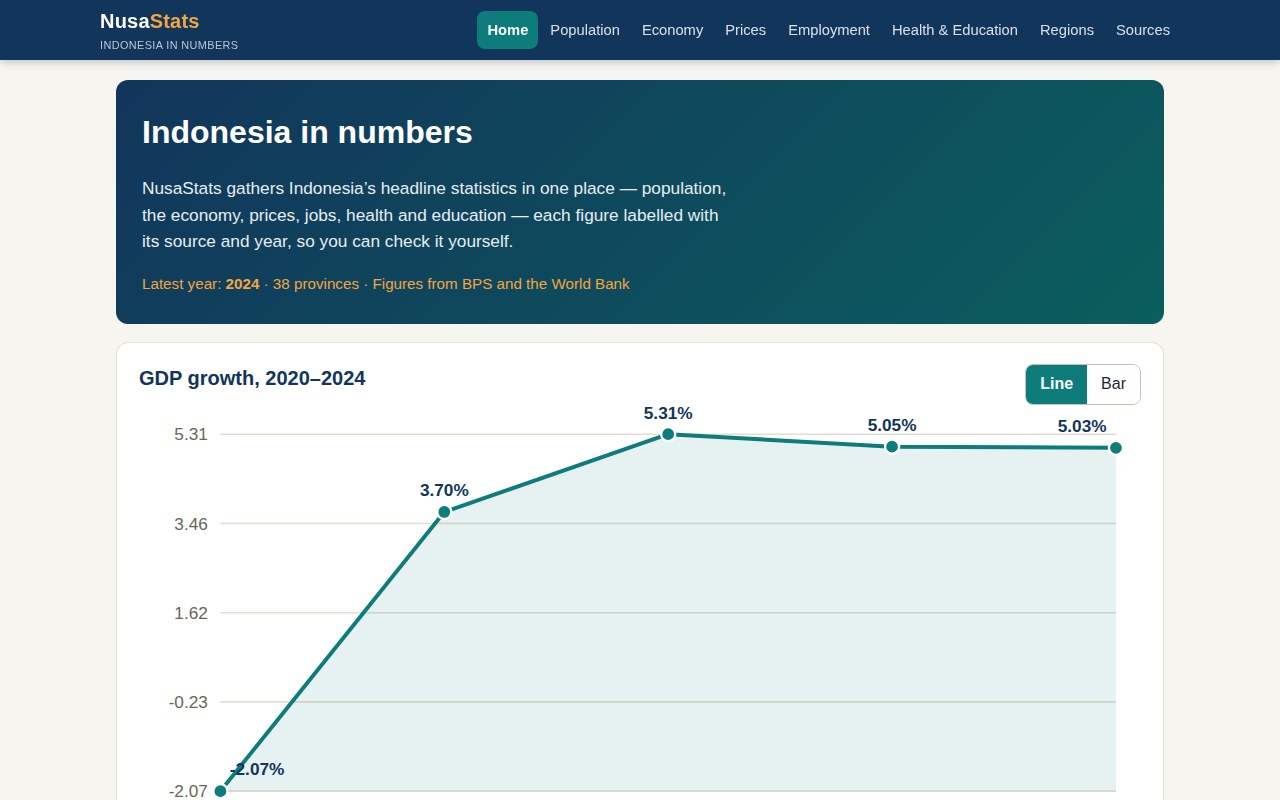 NusaStats
INDONESIA IN NUMBERS
Home Population Economy Prices Employment Health & Education Regions Sources
Indonesia in numbers
NusaStats gathers Indonesia’s headline statistics in one place — population,
the economy, prices, jobs, health and education — each figure labelled with
its source and year, so you can check it yourself.
Latest year: 2024 · 38 provinces · Figures from BPS and the World Bank
GDP growth, 2020–2024
Line Bar
5.31%
5.05%
5.03%
5.31
3.70%
3.46
1.62
-0.23
-2.07%
-2.07